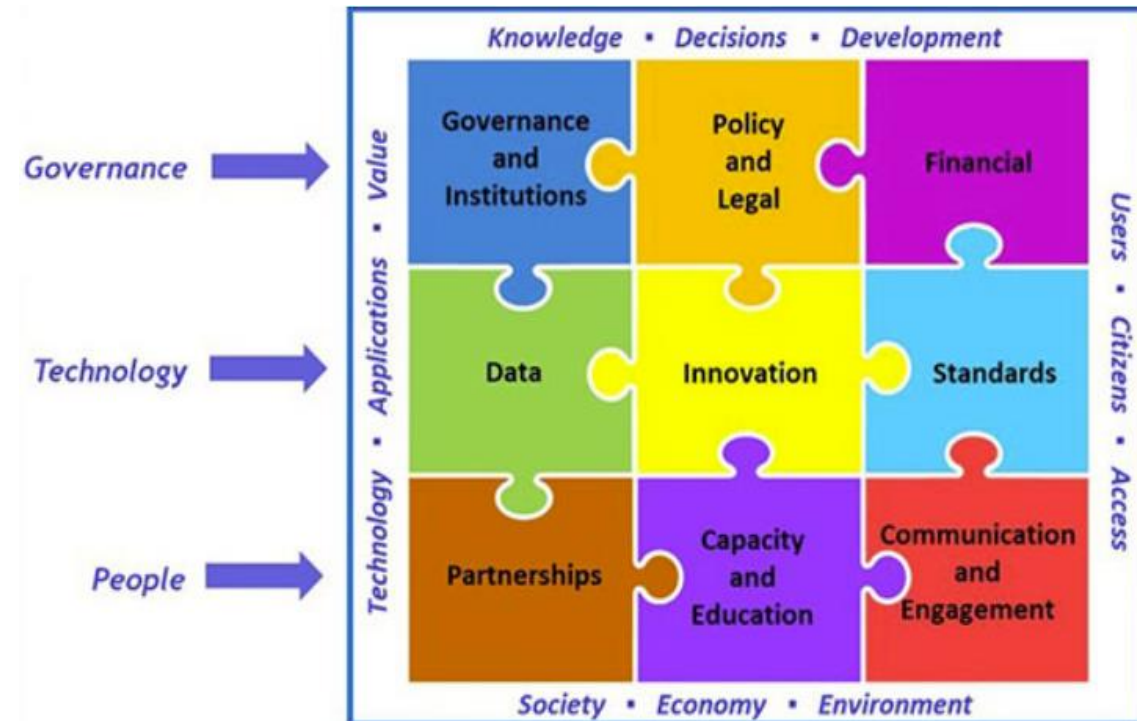 Knowledge ▪ Decisions ▪ Development
Governance
Technology
People
Technology ▪ Applications ▪ Value
Governance
and
Institutions
Policy
and
Legal
Financial
Data
Innovation
Standards
Partnerships
Capacity
and
Education
Communication
and
Engagement
Users ▪ Citizens ▪ Access
Society ▪ Economy ▪ Environment